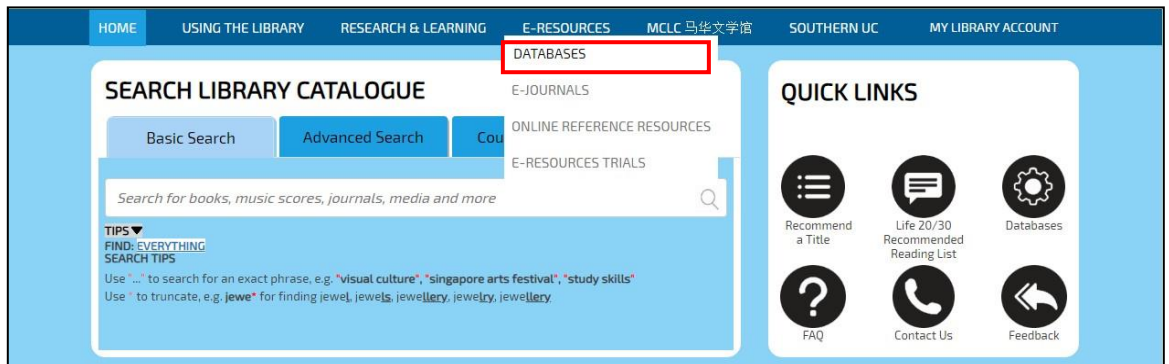 HOME USING THE LIBRARY RESEARCH & LEARNING E-RESOURCES MCLC 马华文学馆 SOUTHERN UC MY LIBRARY ACCOUNT
DATABASES
E-JOURNALS
ONLINE REFERENCE RESOURCES
E-RESOURCES TRIALS
SEARCH LIBRARY CATALOGUE
Basic Search Advanced Search Cou
Search for books, music scores, journals, media and more
TIPS▼
FIND: EVERYTHING
SEARCH TIPS
Use "..." to search for an exact phrase, e.g. "visual culture", "singapore arts festival", "study skills"
Use * to truncate, e.g. jewe* for finding jewel, jewels, jewellery, jewelry, jewellery
QUICK LINKS
Recommend
a Title
Life 20/30
Recommended
Reading List
Databases
FAQ
Contact Us
Feedback